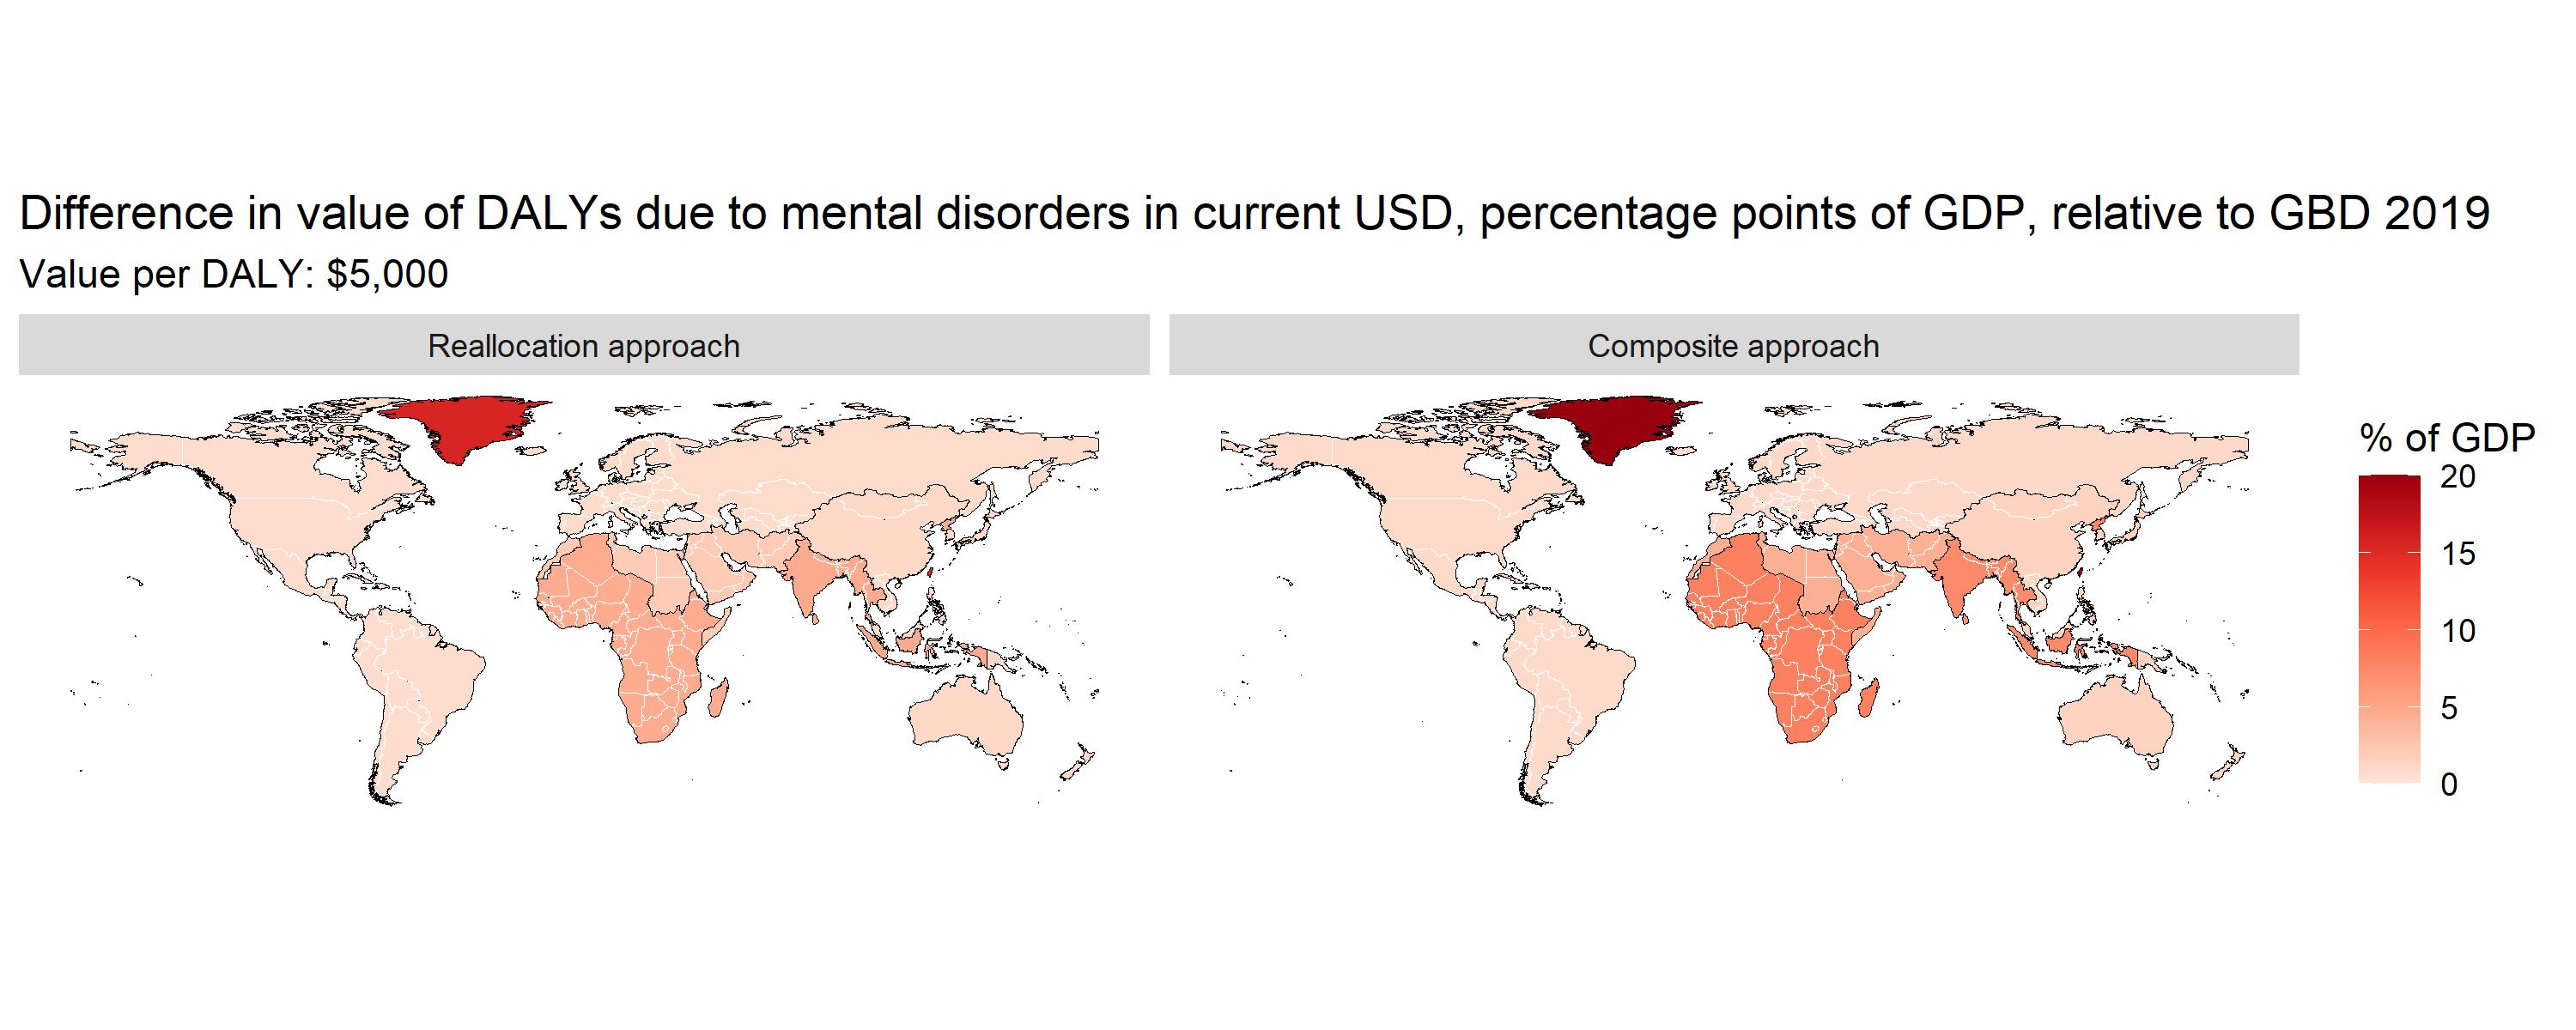 Difference in value of DALYs due to mental disorders in current USD, percentage points of GDP, relative to GBD 2019
Value per DALY: $5,000
Reallocation approach
Composite approach
% of GDP
20
15
10
5
0